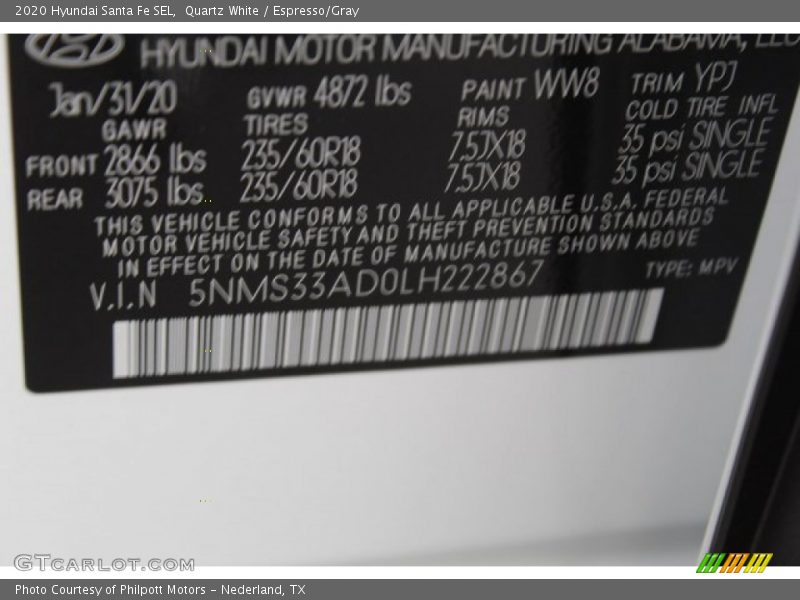 2020 Hyundai Santa Fe SEL,  Quartz White / Espresso/Gray
HYUNDAI MOTOR MANUFACTURING ALABAMA, LLC
Jan/31/20 GVWR 4872 lbs PAINT WW8 TRIM YPJ
GAWR TIRES RIMS COLD TIRE INFL
FRONT 2866 lbs 235/60R18 7.5JX18 35 psi SINGLE
REAR 3075 lbs 235/60R18 7.5JX18 35 psi SINGLE
THIS VEHICLE CONFORMS TO ALL APPLICABLE U.S.A. FEDERAL
MOTOR VEHICLE SAFETY AND THEFT PREVENTION STANDARDS
IN EFFECT ON THE DATE OF MANUFACTURE SHOWN ABOVE
V.I.N 5NMS33AD0LH222867 TYPE: MPV
GTCARLOT.COM
Photo Courtesy of Philpott Motors - Nederland, TX